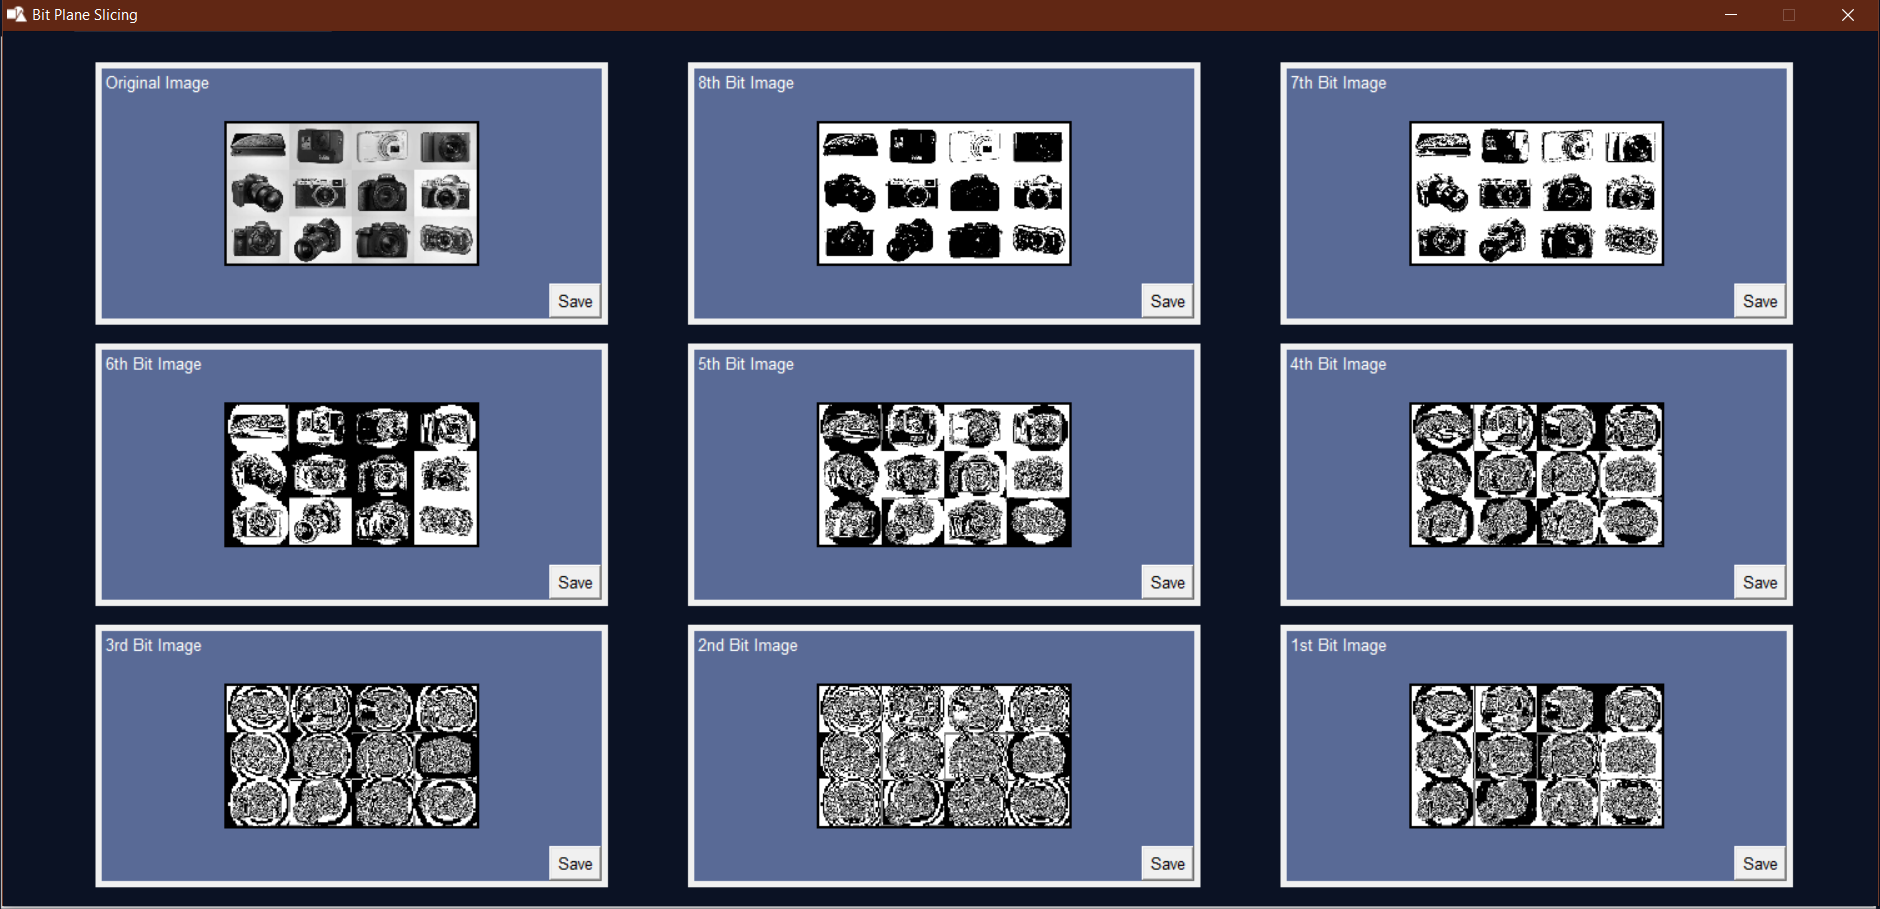 Bit Plane Slicing
Original Image
Save
8th Bit Image
Save
7th Bit Image
Save
6th Bit Image
Save
5th Bit Image
Save
4th Bit Image
Save
3rd Bit Image
Save
2nd Bit Image
Save
1st Bit Image
Save